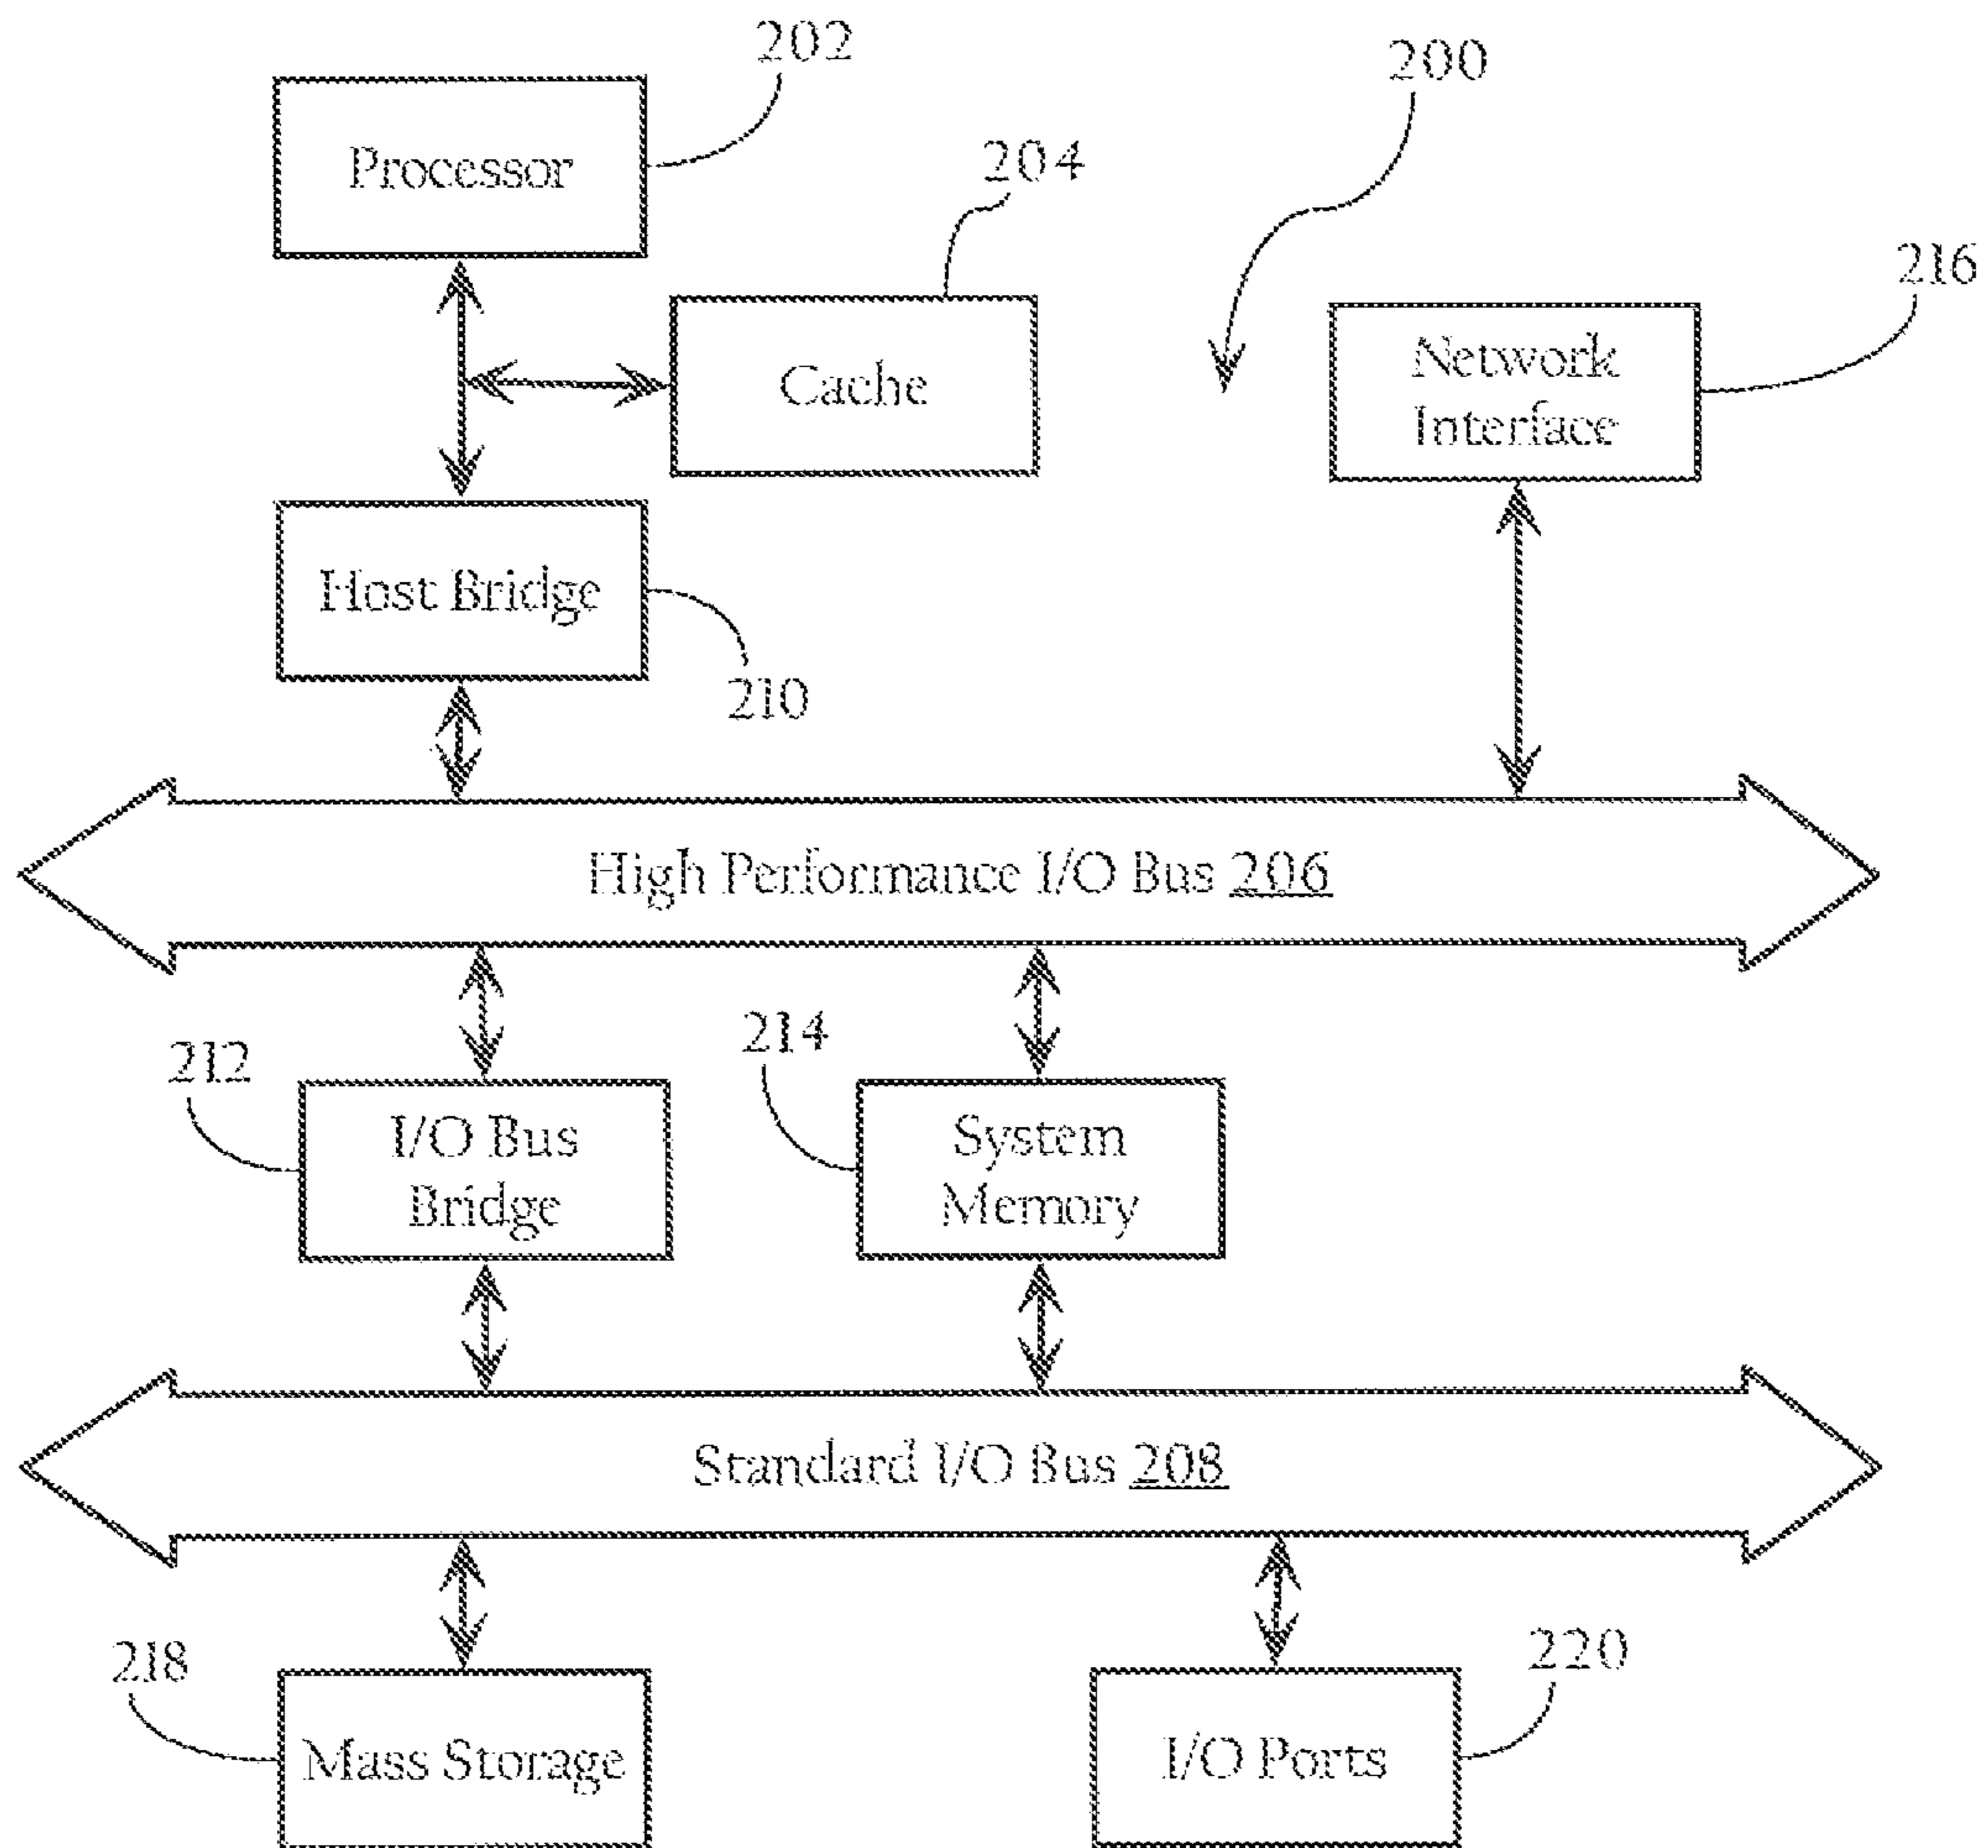 202
200
Processor
204
216
Cache
Network
Interface
Host Bridge
210
High Performance I/O Bus 206
212
214
I/O Bus
Bridge
System
Memory
Standard I/O Bus 208
218
220
Mass Storage
I/O Ports